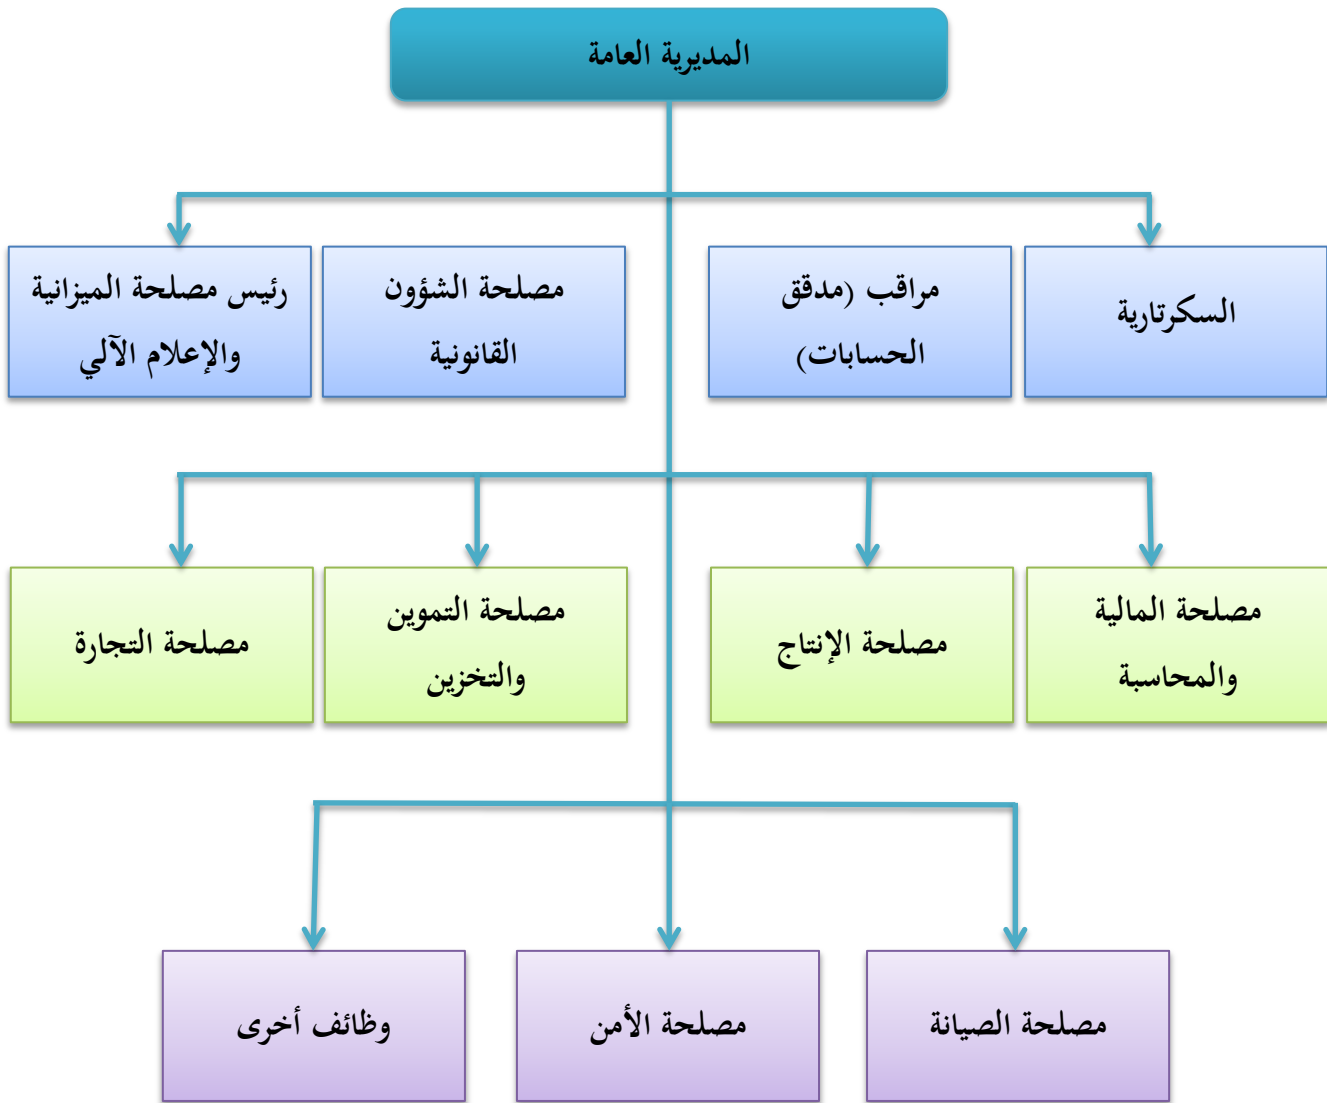 المديرية العامة
السكرتارية
مراقب (مدقق
الحسابات)
مصلحة الشؤون
القانونية
رئيس مصلحة الميزانية
والإعلام الآلي
مصلحة المالية
والمحاسبة
مصلحة الإنتاج
مصلحة التموين
والتخزين
مصلحة التجارة
مصلحة الصيانة
مصلحة الأمن
وظائف أخرى